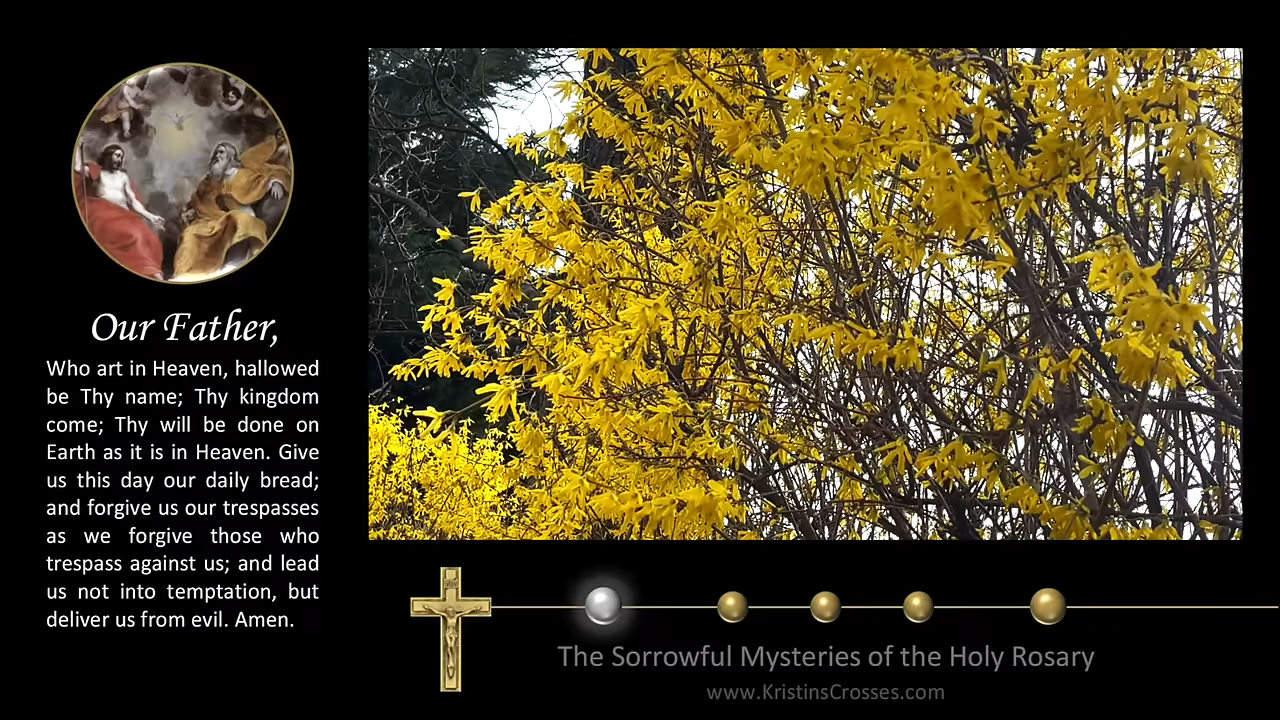 Our Father,
Who art in Heaven, hallowed
be Thy name; Thy kingdom
come; Thy will be done on
Earth as it is in Heaven. Give
us this day our daily bread;
and forgive us our trespasses
as we forgive those who
trespass against us; and lead
us not into temptation, but
deliver us from evil. Amen.
The Sorrowful Mysteries of the Holy Rosary
www.KristinsCrosses.com